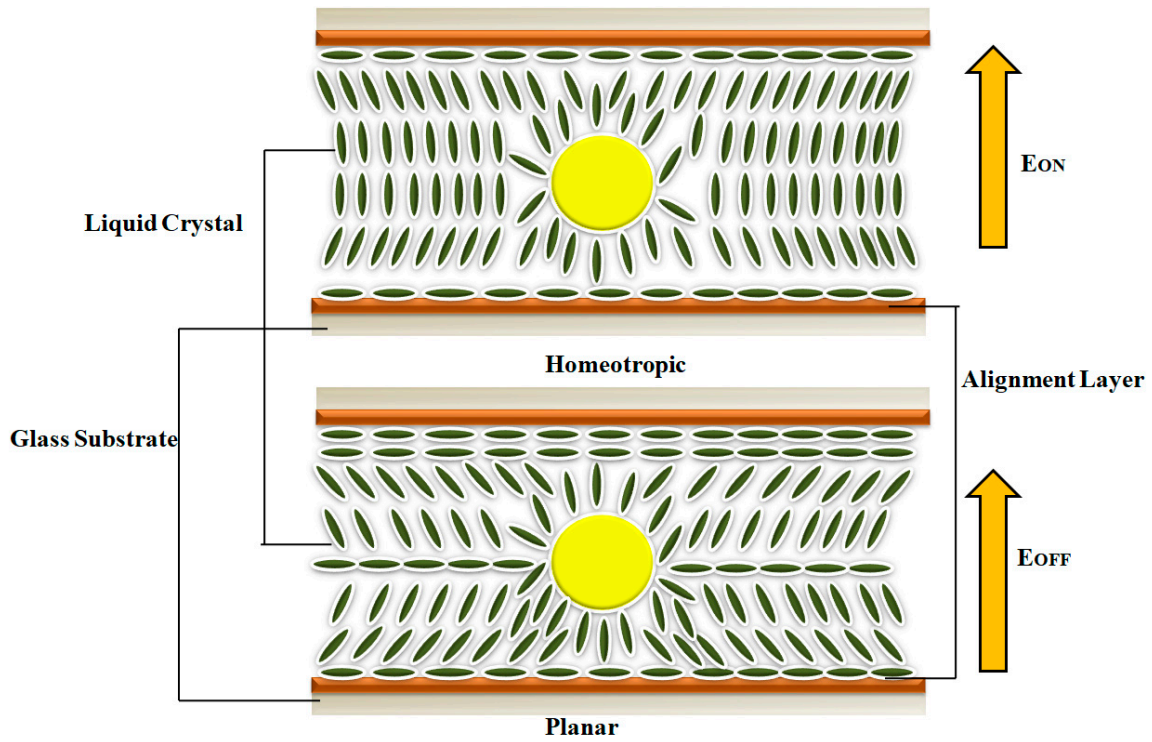 EON
Liquid Crystal
Homeotropic
Alignment Layer
Glass Substrate
EOFF
Planar